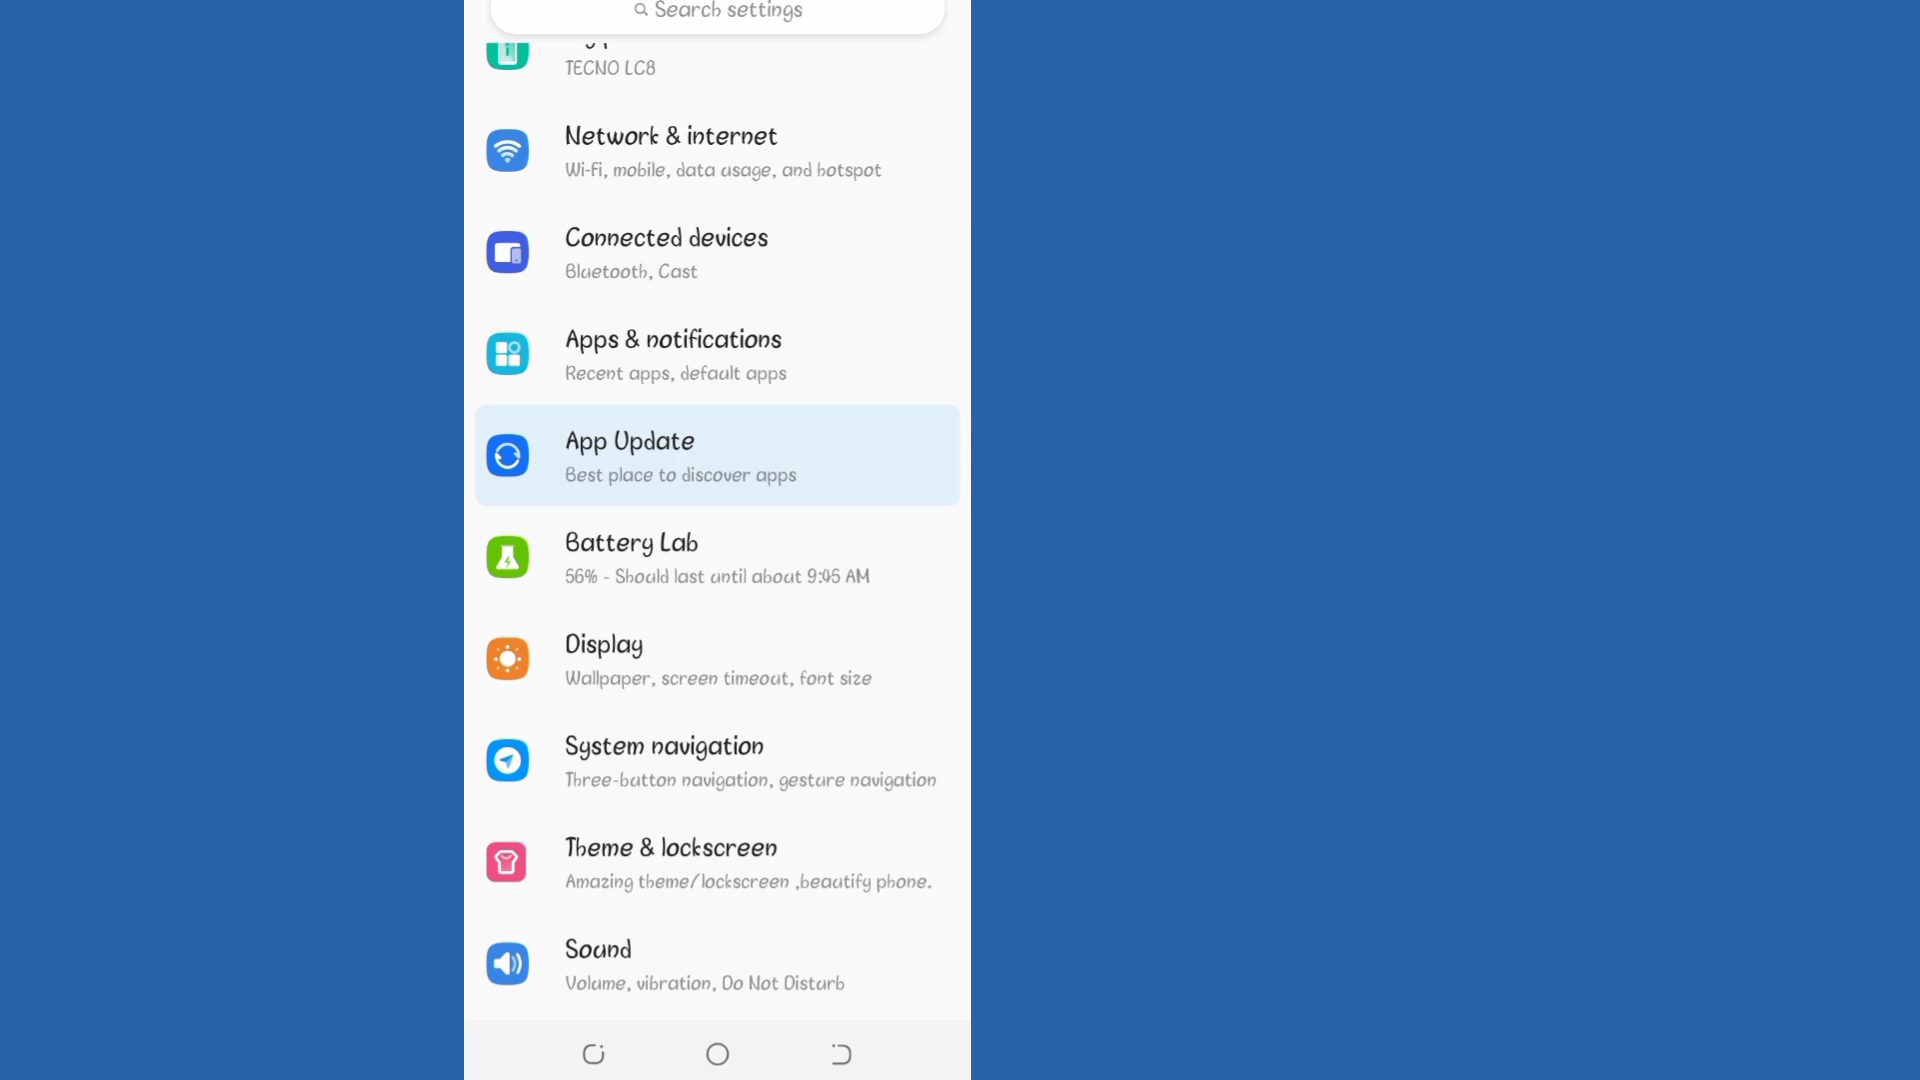 Search settings
TECNO LC8
Network & internet
Wi-Fi, mobile, data usage, and hotspot
Connected devices
Bluetooth, Cast
Apps & notifications
Recent apps, default apps
App Update
Best place to discover apps
Battery Lab
56% - Should last until about 9:45 AM
Display
Wallpaper, screen timeout, font size
System navigation
Three-button navigation, gesture navigation
Theme & lockscreen
Amazing theme/lockscreen ,beautify phone.
Sound
Volume, vibration, Do Not Disturb